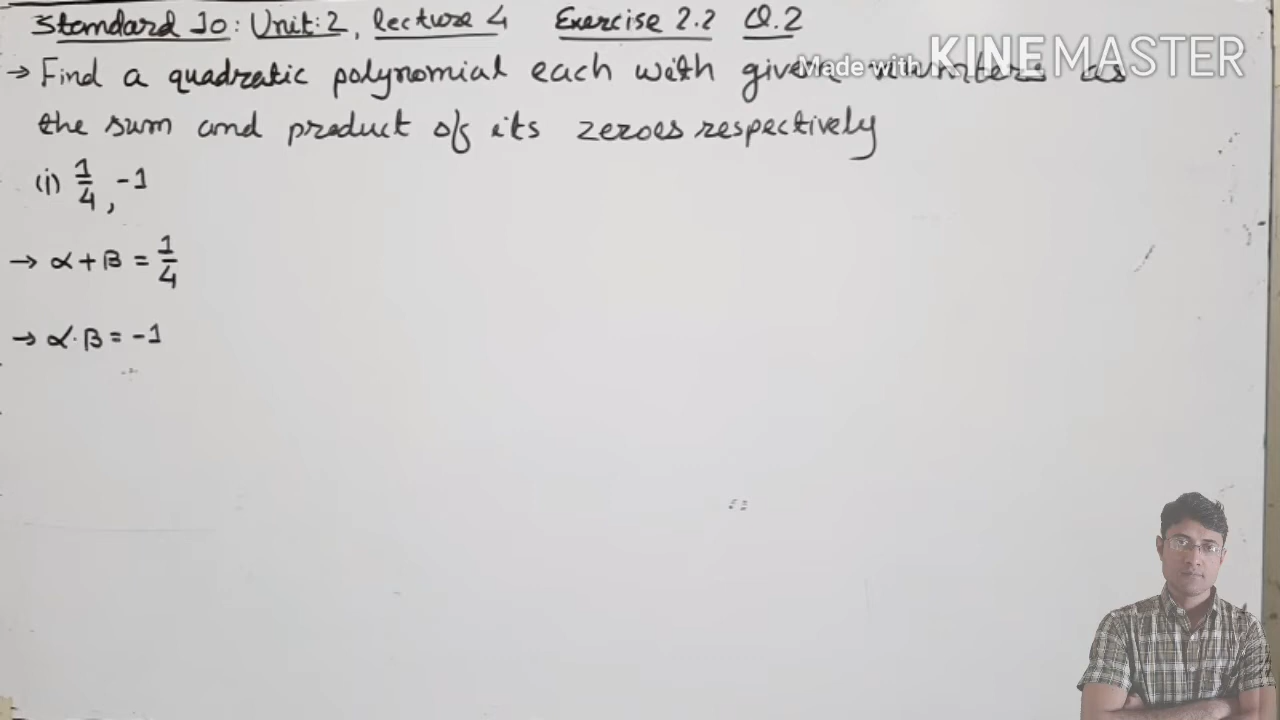 Standard 10: Unit:2, lecture 4 Exercise 2.2 Q.2
Made with KINEMASTER
→ Find a quadratic polynomial each with given numbers as
the sum and product of its zeroes respectively
(i) 1/4, -1
→ α+β = 1/4
→ α·β = -1